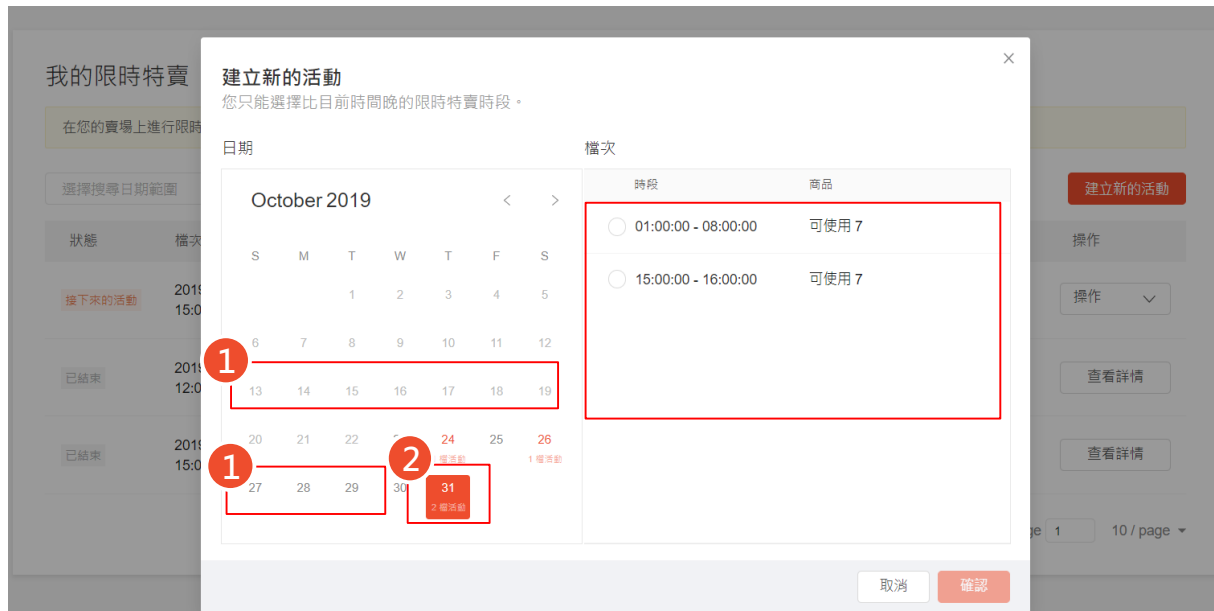 我的限時特賣
在您的賣場上進行限時
選擇搜尋日期範圍
建立新的活動
狀態 檔次 操作
接下來的活動 2019
15:0
操作
已結束 2019
12:0
查看詳情
已結束 2019
15:0
查看詳情
1 10 / page
建立新的活動
您只能選擇比目前時間晚的限時特賣時段。
日期
October 2019
S M T W T F S
1 2 3 4 5
6 7 8 9 10 11 12
1
13 14 15 16 17 18 19
20 21 22 24 25 26
檔活動 1 檔活動
1
2
27 28 29 30 31
2 檔活動
檔次
時段 商品
01:00:00 - 08:00:00 可使用 7
15:00:00 - 16:00:00 可使用 7
取消 確認